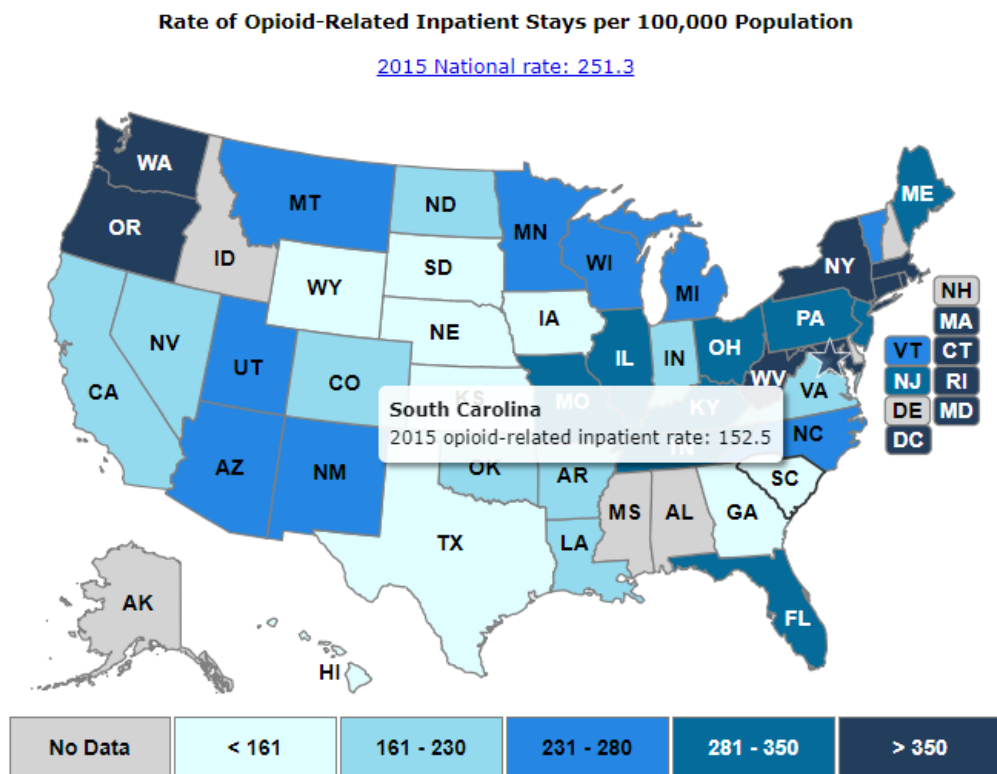 Rate of Opioid-Related Inpatient Stays per 100,000 Population
2015 National rate: 251.3
WA
MT
ND
ME
OR
MN
ID
SD
WI
NY
WY
MI
NH
IA
PA
MA
NE
NV
IL
IN
OH
VT
CT
UT
CO
WV
VA
NJ
RI
CA
KS
MO
KY
DE
MD
South Carolina
2015 opioid-related inpatient rate: 152.5
NC
DC
TN
AZ
NM
OK
AR
SC
MS
AL
GA
TX
LA
AK
FL
HI
No Data
< 161
161 - 230
231 - 280
281 - 350
> 350